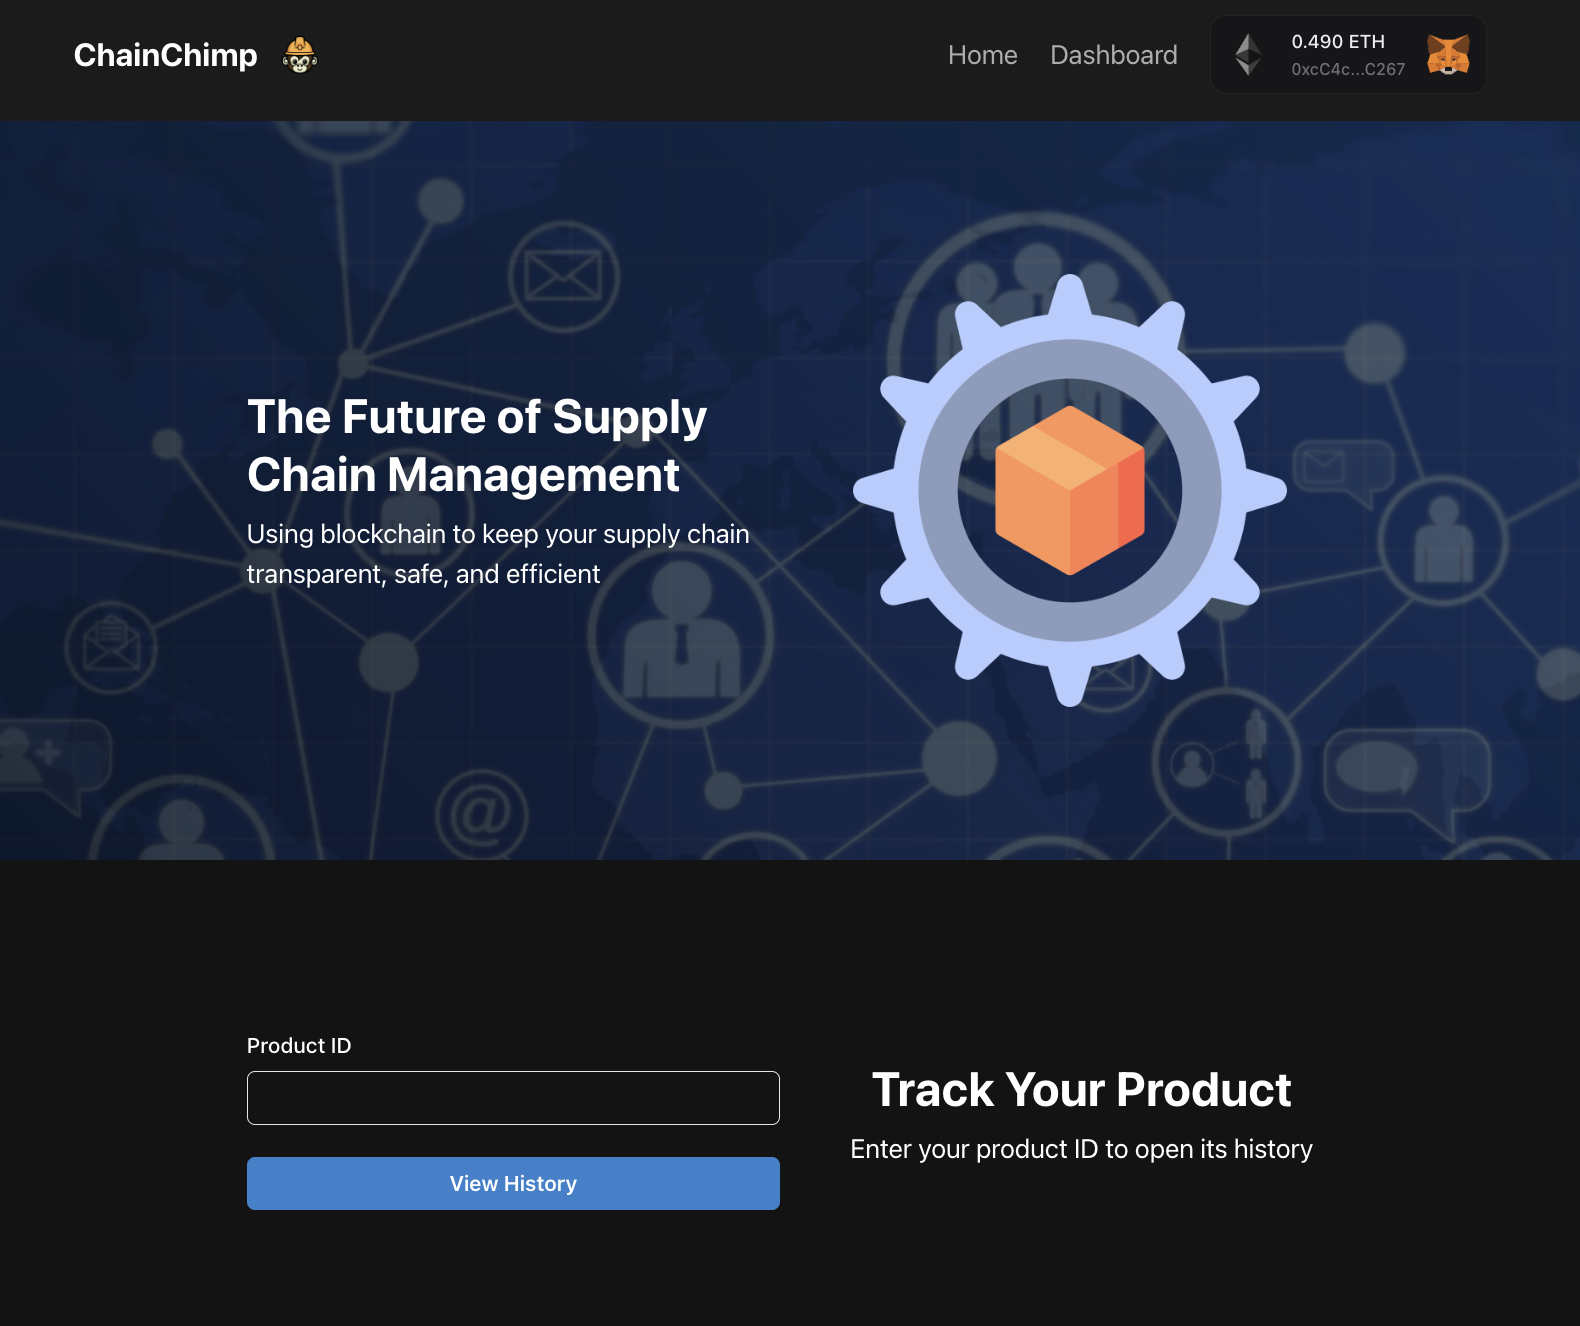 ChainChimp
Home
Dashboard
0.490 ETH
0xcC4c...C267
The Future of Supply
Chain Management
Using blockchain to keep your supply chain
transparent, safe, and efficient
@
Product ID
View History
Track Your Product
Enter your product ID to open its history